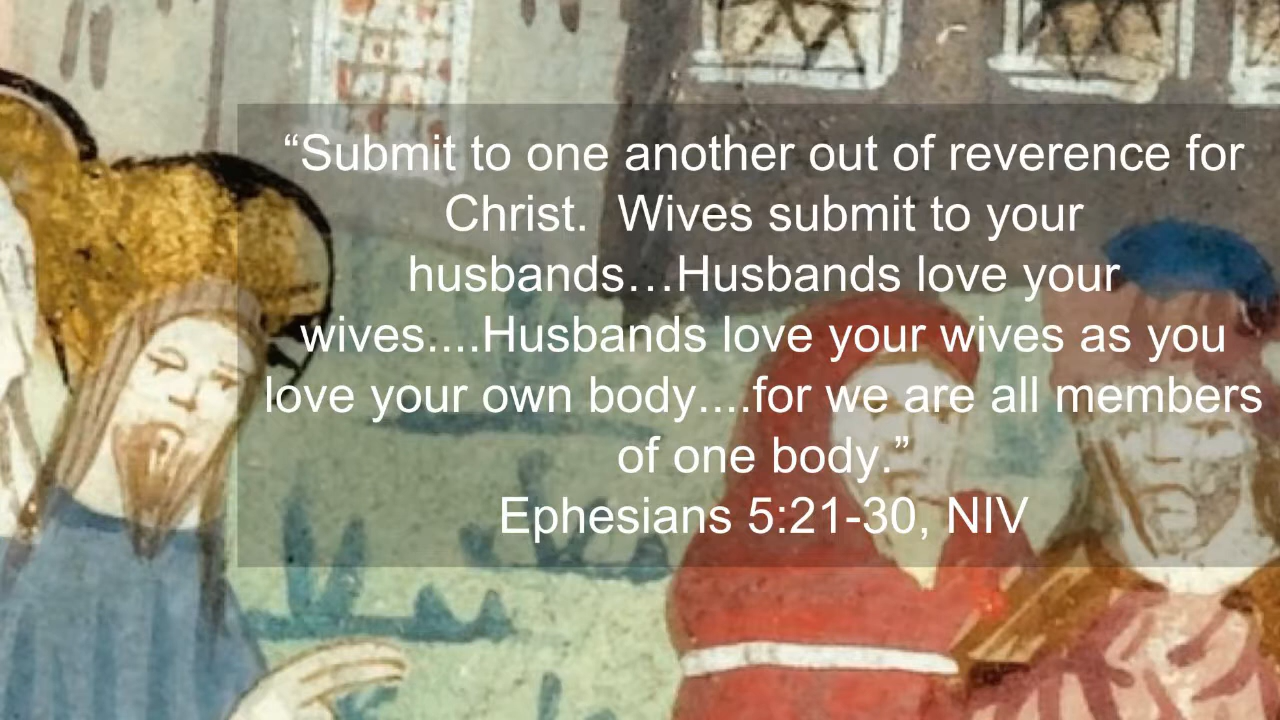 “Submit to one another out of reverence for
Christ.  Wives submit to your
husbands…Husbands love your
wives....Husbands love your wives as you
love your own body....for we are all members
of one body.”
Ephesians 5:21-30, NIV